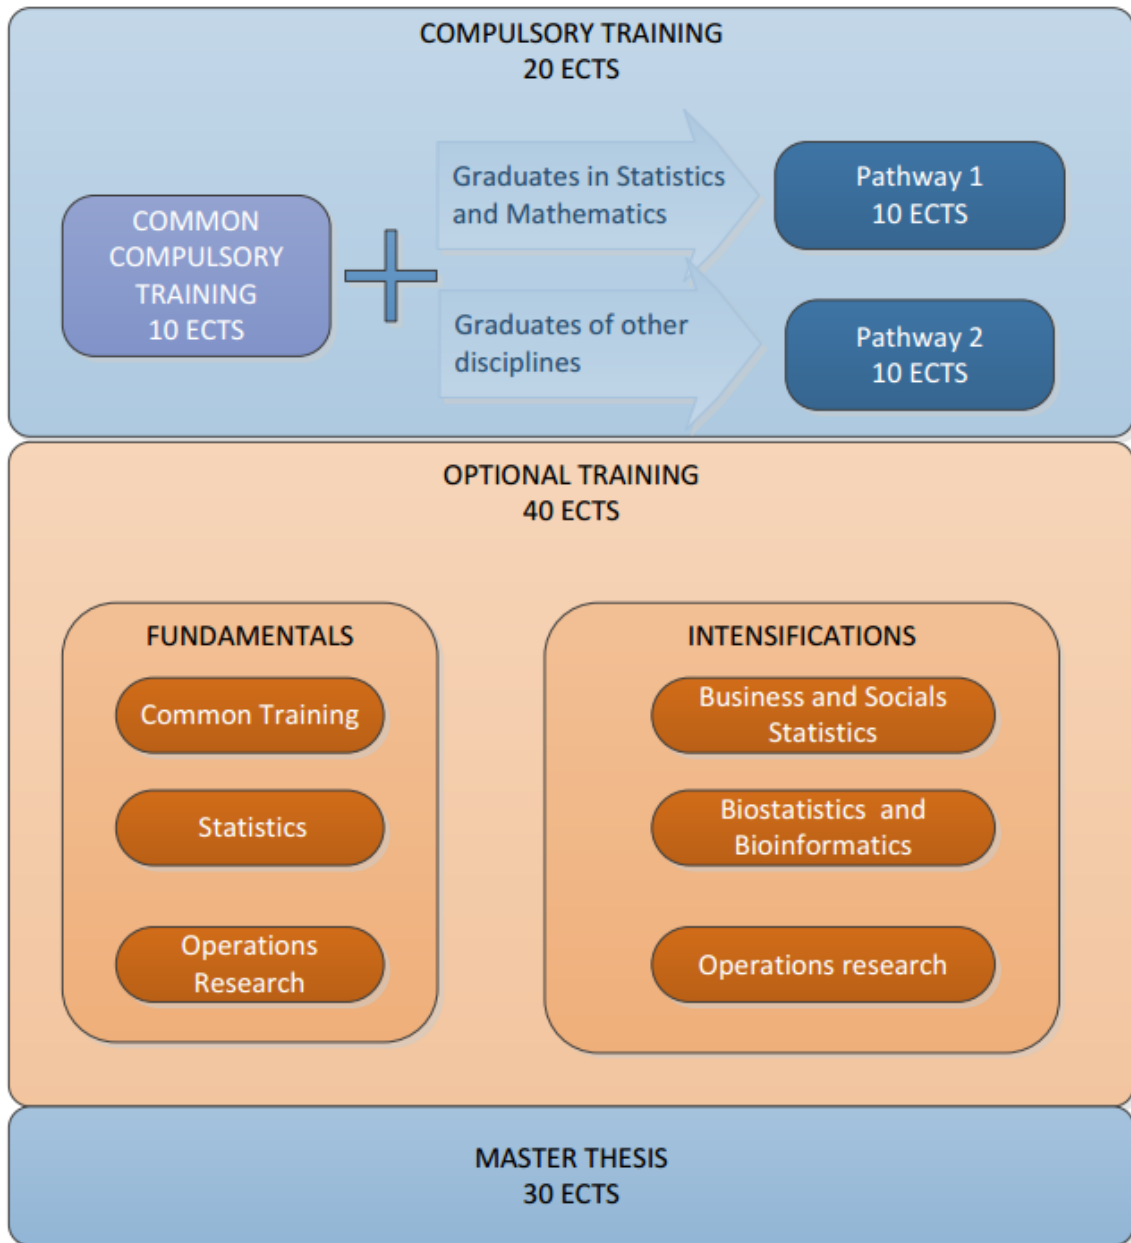 COMPULSORY TRAINING
20 ECTS
COMMON
COMPULSORY
TRAINING
10 ECTS
Graduates in Statistics
and Mathematics
Pathway 1
10 ECTS
Graduates of other
disciplines
Pathway 2
10 ECTS
OPTIONAL TRAINING
40 ECTS
FUNDAMENTALS
Common Training
Statistics
Operations
Research
INTENSIFICATIONS
Business and Socials
Statistics
Biostatistics and
Bioinformatics
Operations research
MASTER THESIS
30 ECTS